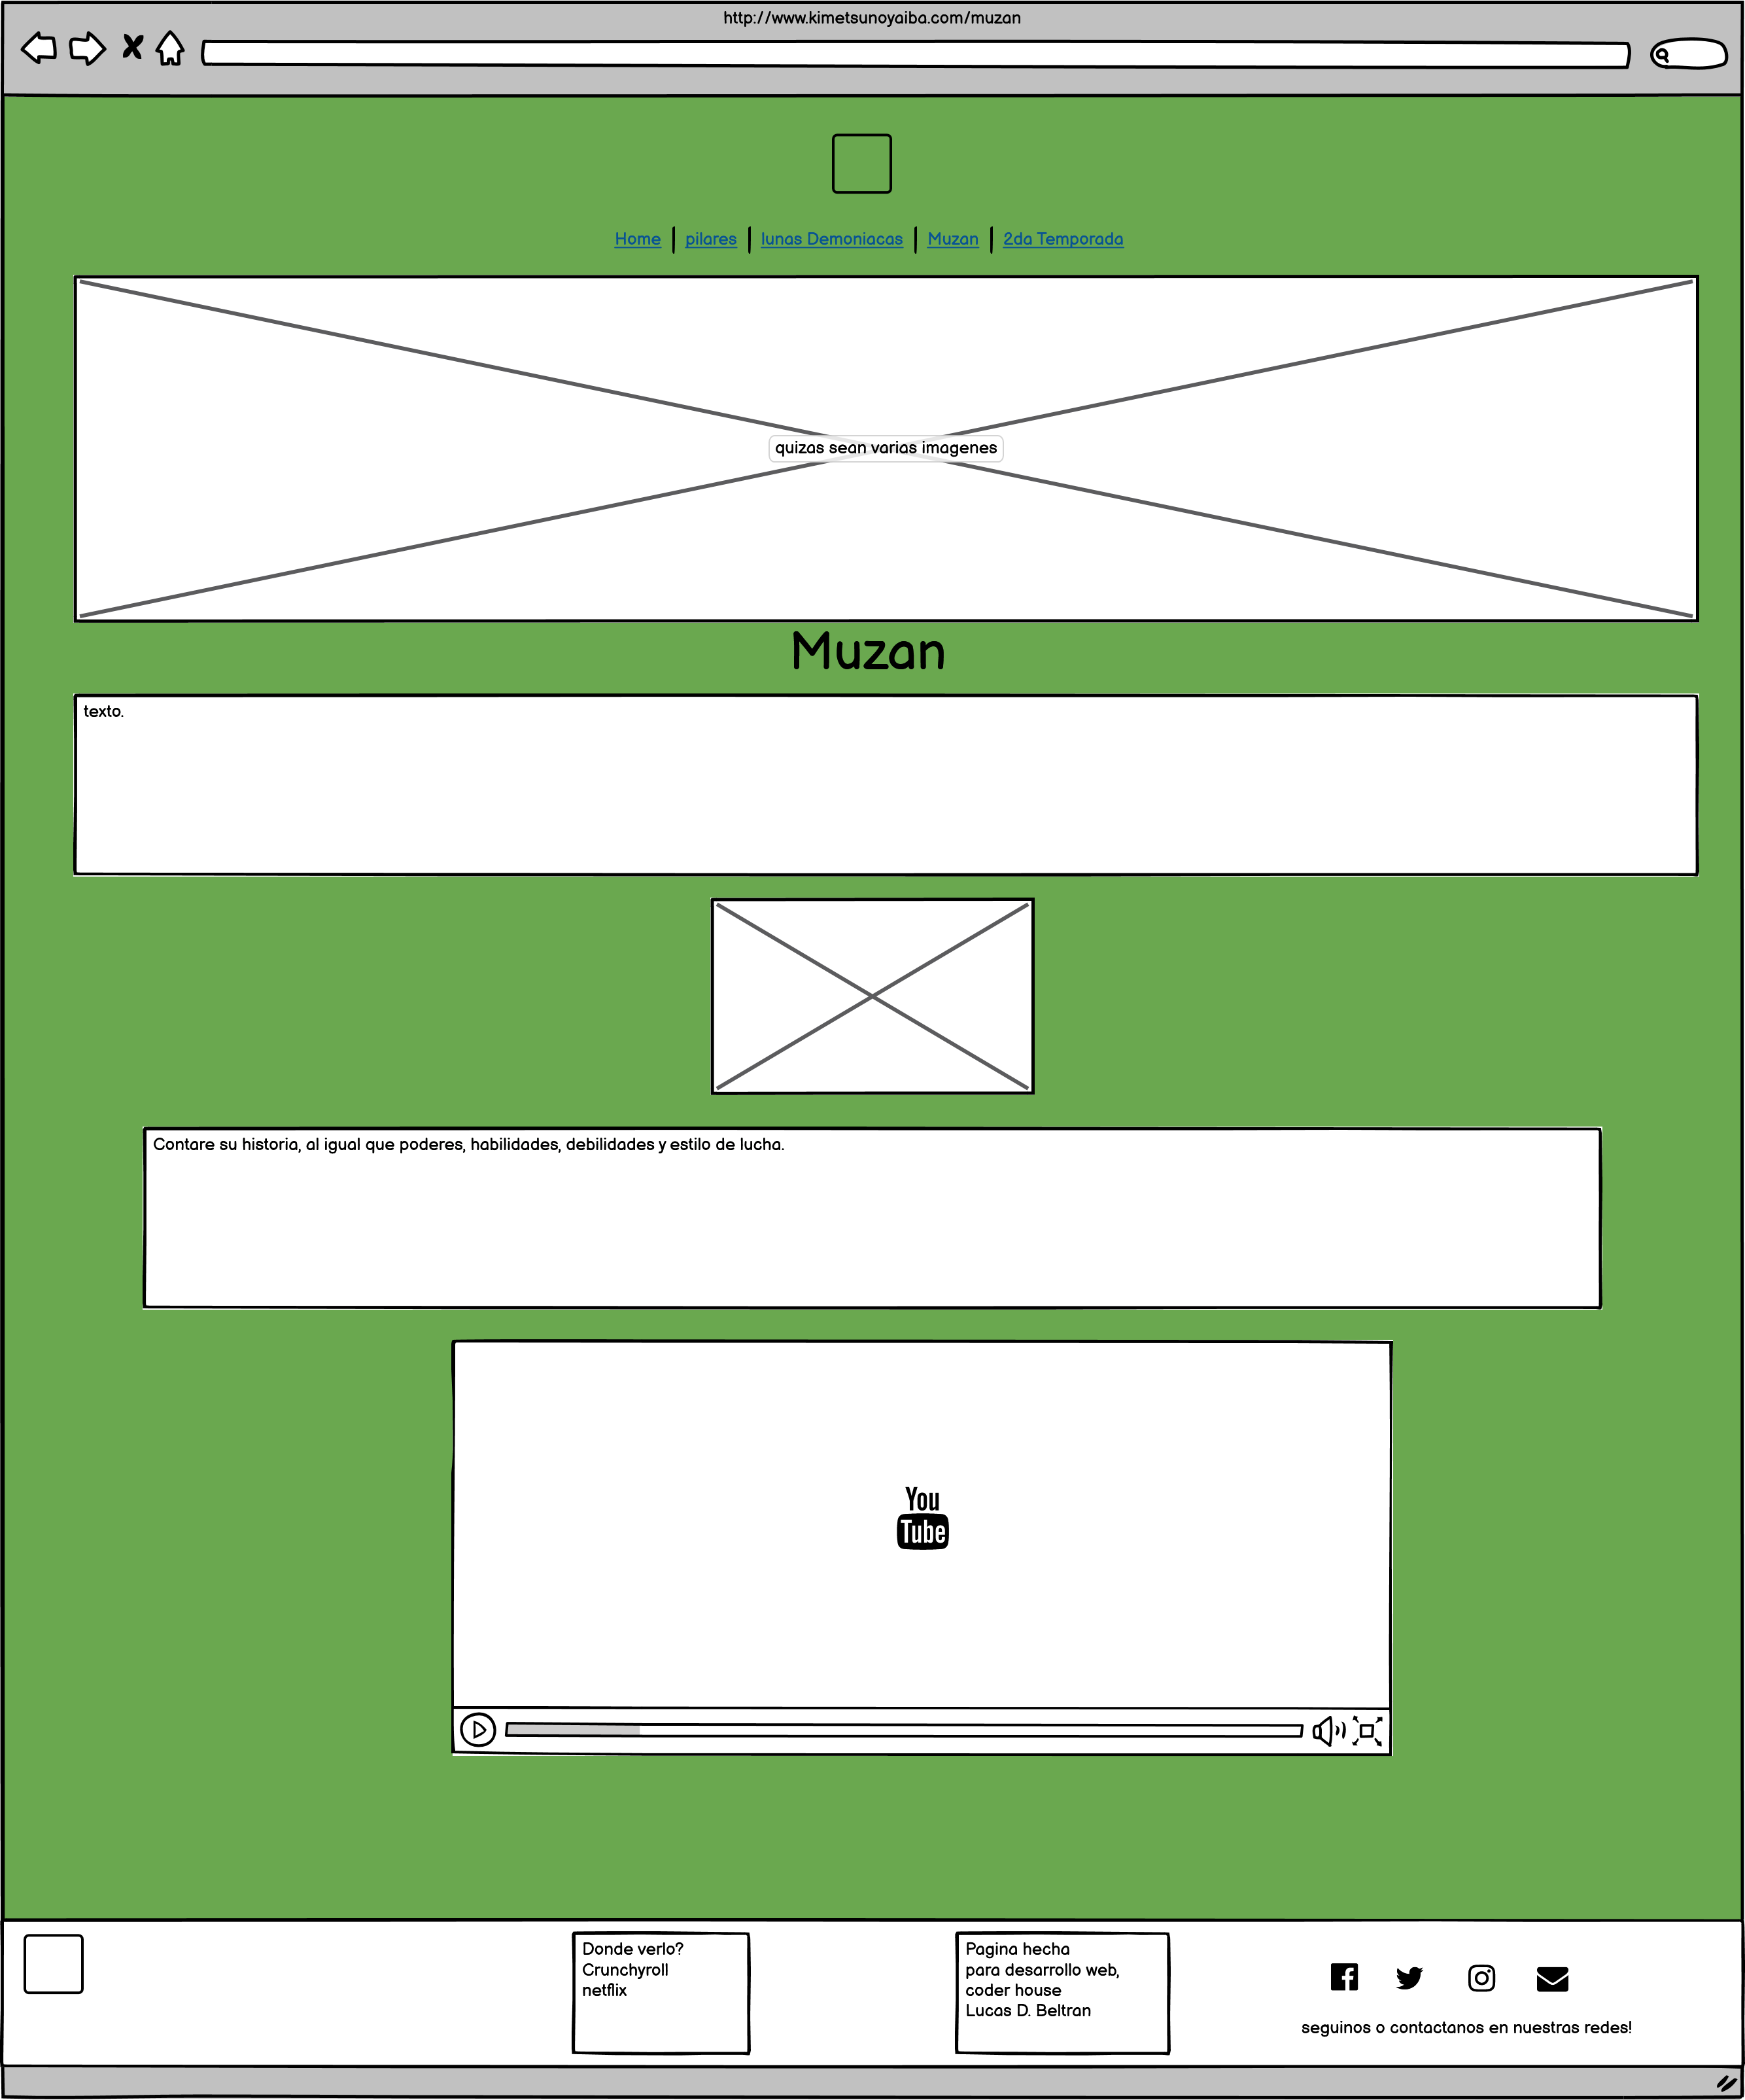 http://www.kimetsunoyaiba.com/muzan
Home | pilares | lunas Demoniacas | Muzan | 2da Temporada
quizas sean varias imagenes
Muzan
texto.
Contare su historia, al igual que poderes, habilidades, debilidades y estilo de lucha.
You
Tube
Donde verlo?
Crunchyroll
netflix
Pagina hecha
para desarrollo web,
coder house
Lucas D. Beltran
seguinos o contactanos en nuestras redes!